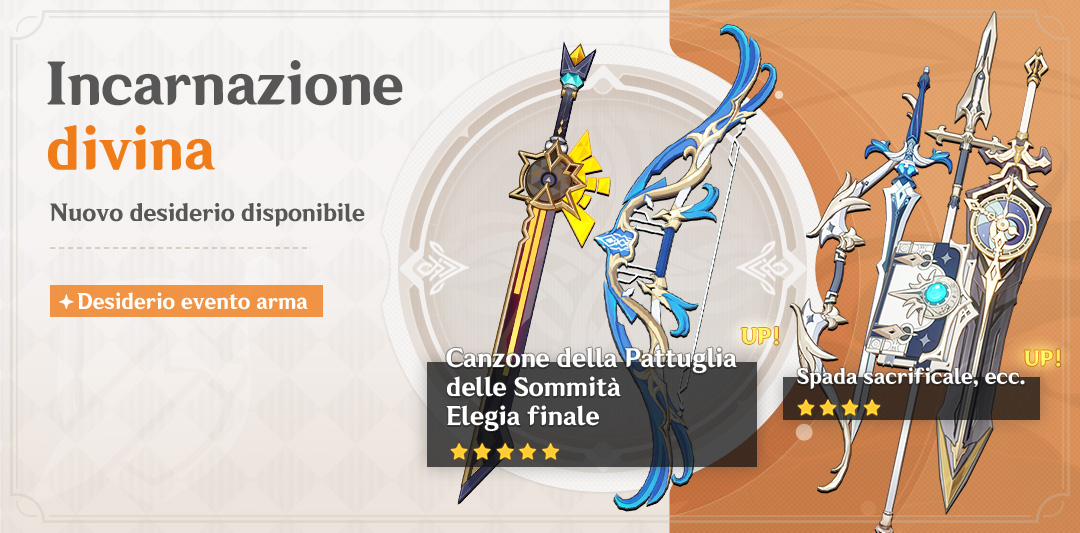 Incarnazione
divina
Nuovo desiderio disponibile
Desiderio evento arma
UP!
Canzone della Pattuglia
delle Sommità
Elegia finale
UP!
Spada sacrificale, ecc.